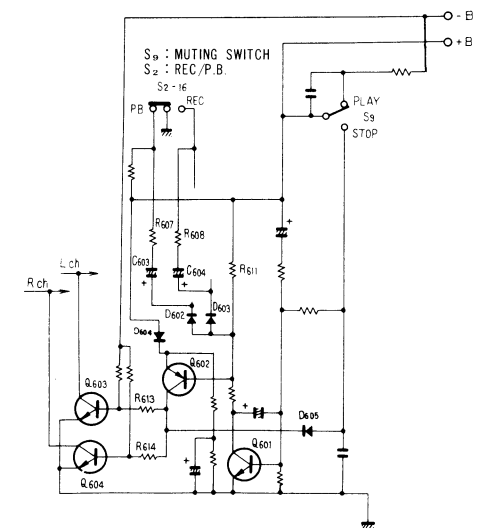 - B
+ B
S9 : MUTING SWITCH
S2 : REC/P.B.
S2 - 16
PB
REC
PLAY
S9
STOP
R607
R608
+
C603
+
C604
+
R611
D602
D603
L ch
R ch
D604
Q602
Q603
R613
+
D605
R614
Q601
+
Q604